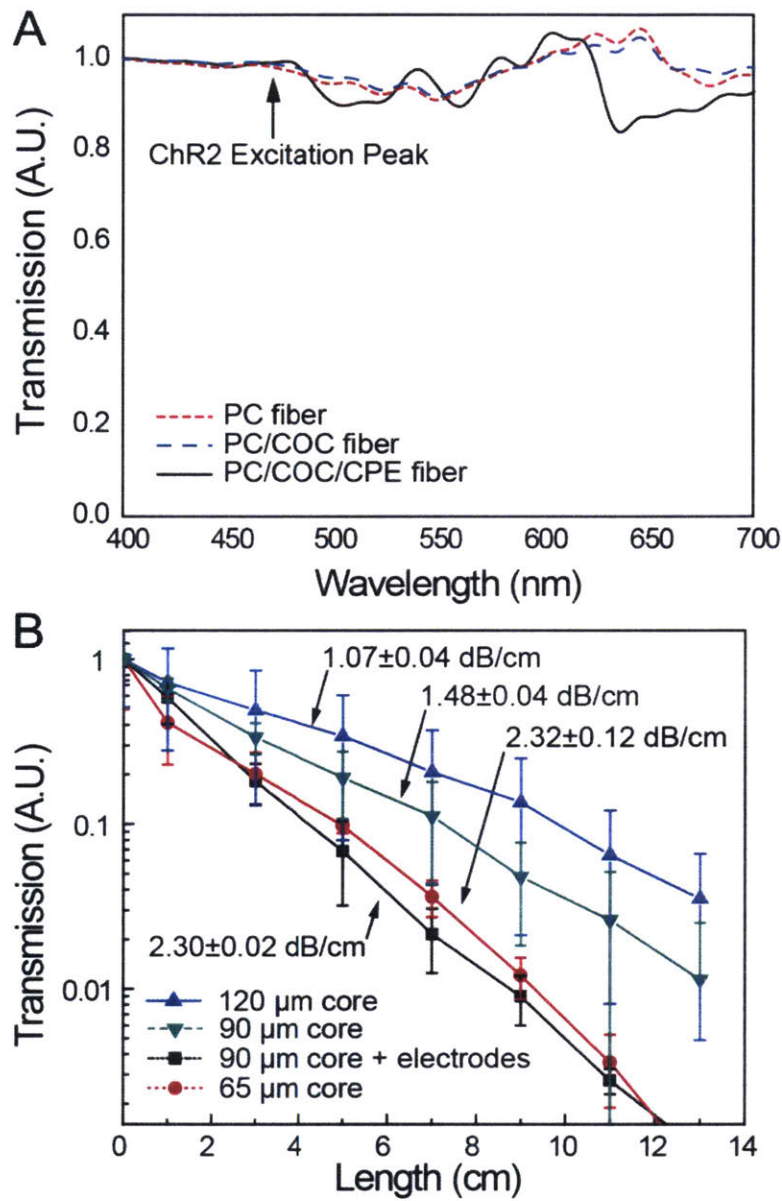 A
Transmission (A.U.)
1.0
0.8
0.6
0.4
0.2
0.0
ChR2 Excitation Peak
PC fiber
PC/COC fiber
PC/COC/CPE fiber
400 450 500 550 600 650 700
Wavelength (nm)
B
Transmission (A.U.)
1
0.1
0.01
1.07±0.04 dB/cm
1.48±0.04 dB/cm
2.32±0.12 dB/cm
2.30±0.02 dB/cm
120 µm core
90 µm core
90 µm core + electrodes
65 µm core
0 2 4 6 8 10 12 14
Length (cm)